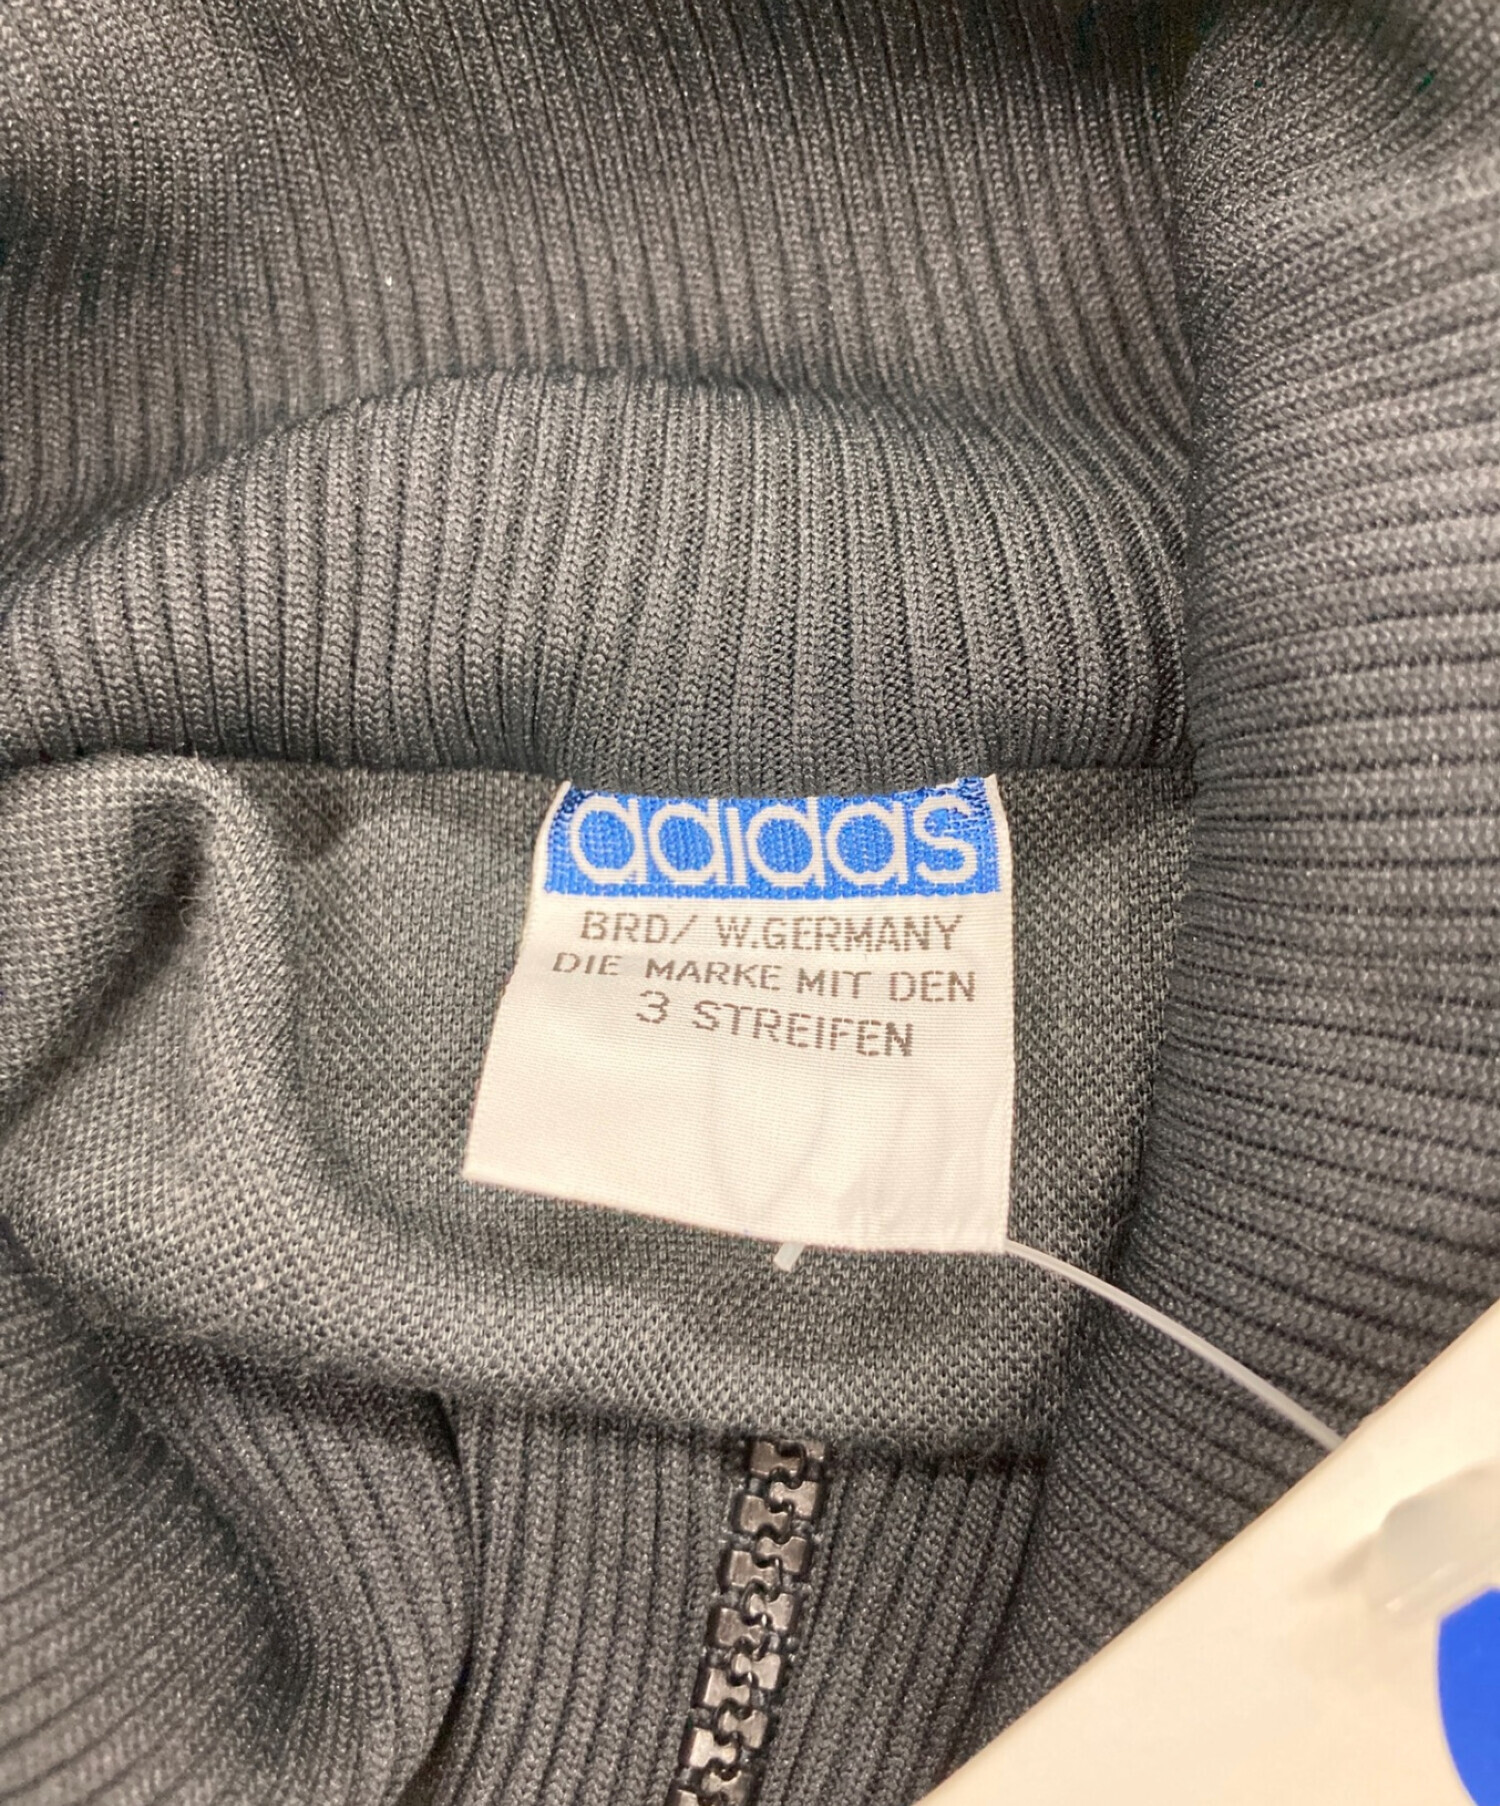 adidas
BRD/ W.GERMANY
DIE MARKE MIT DEN
3 STREIFEN